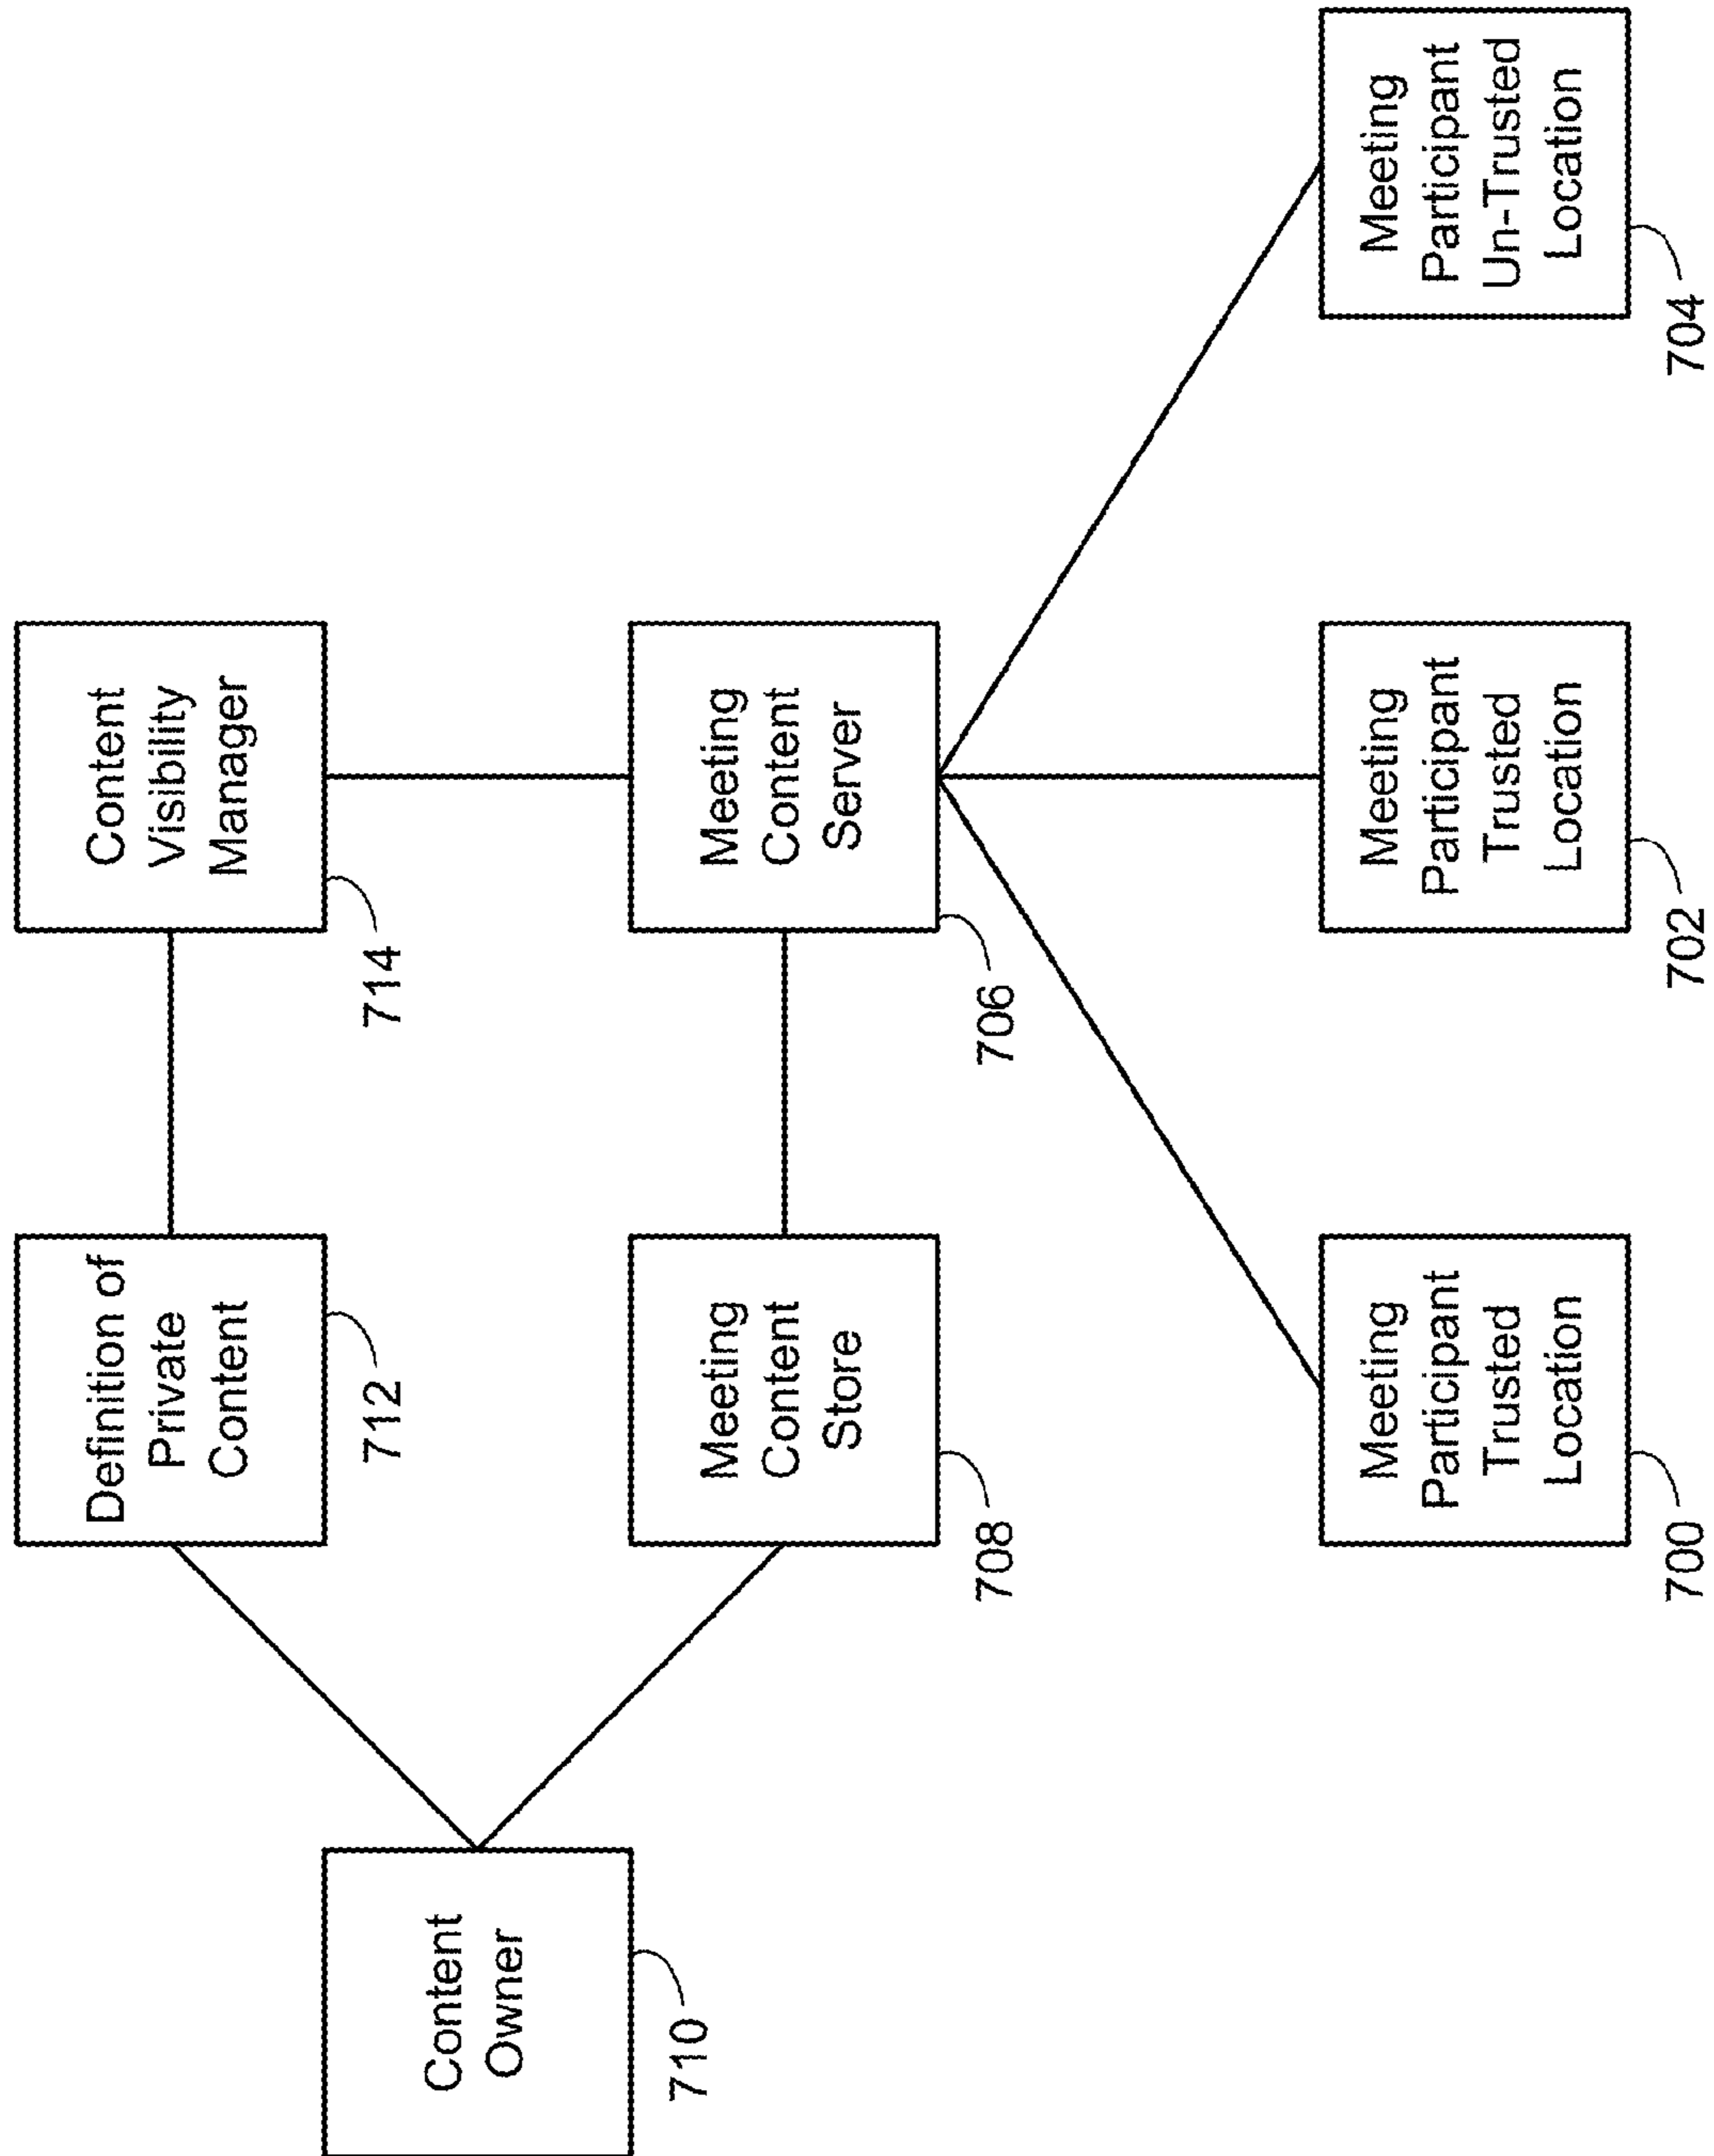 Definition of
Private
Content
712
Content
Visibility
Manager
714
Content
Owner
710
Meeting
Content
Store
708
Meeting
Content
Server
706
Meeting
Participant
Trusted
Location
700
Meeting
Participant
Trusted
Location
702
Meeting
Participant
Un-Trusted
Location
704